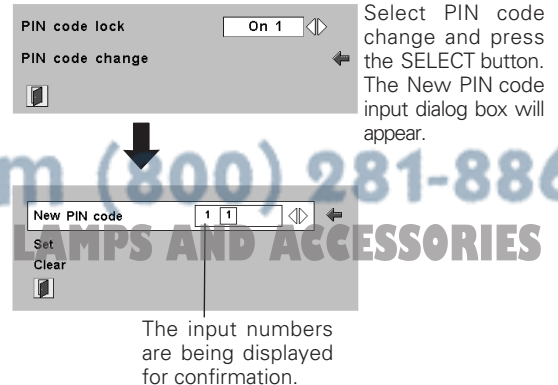 PIN code lock On 1
PIN code change
Select PIN code
change and press
the SELECT button.
The New PIN code
input dialog box will
appear.
m (800) 281-886
LAMPS AND ACCESSORIES
New PIN code 1 1
Set
Clear
The input numbers
are being displayed
for confirmation.